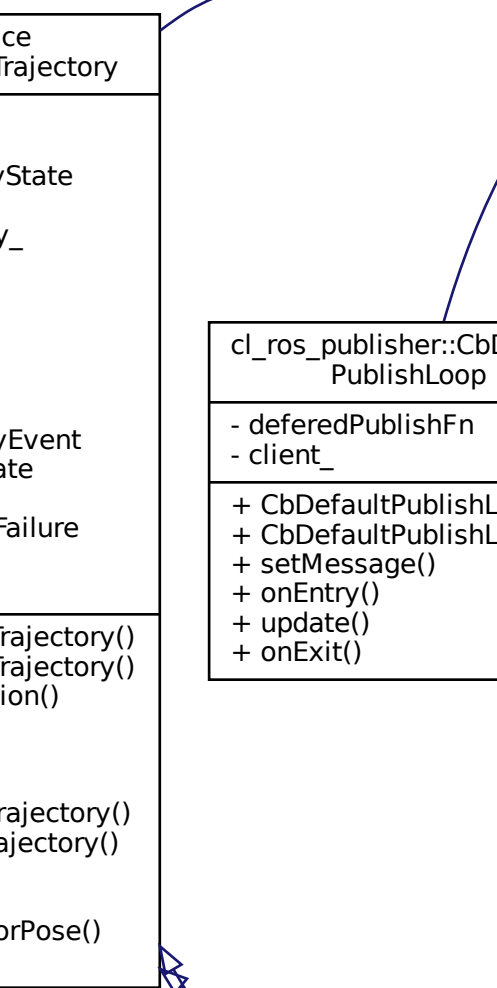 ce
Trajectory
yState
y_
yEvent
ate
Failure
Trajectory()
Trajectory()
ion()
rajectory()
ajectory()
orPose()
cl_ros_publisher::CbD
PublishLoop
- deferedPublishFn
- client_
+ CbDefaultPublishL
+ CbDefaultPublishL
+ setMessage()
+ onEntry()
+ update()
+ onExit()